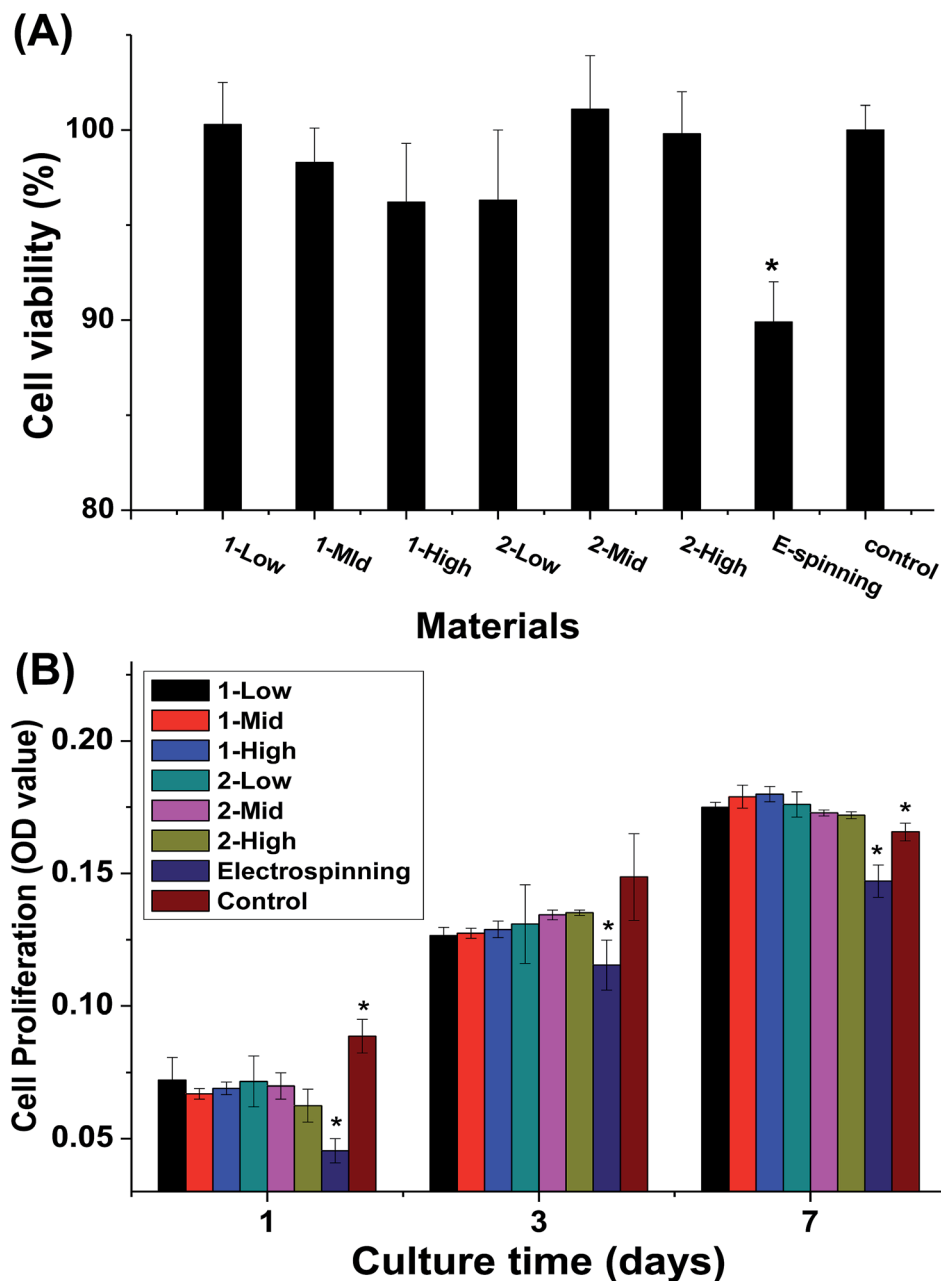 (A)
Cell viability (%)
100
90
80
*
1-Low
1-MId
1-High
2-Low
2-Mid
2-High
E-spinning
control
Materials
(B)
Cell Proliferation (OD value)
0.20
0.15
0.10
0.05
1-Low
1-Mid
1-High
2-Low
2-Mid
2-High
Electrospinning
Control
* *
*
* *
1 3 7
Culture time (days)